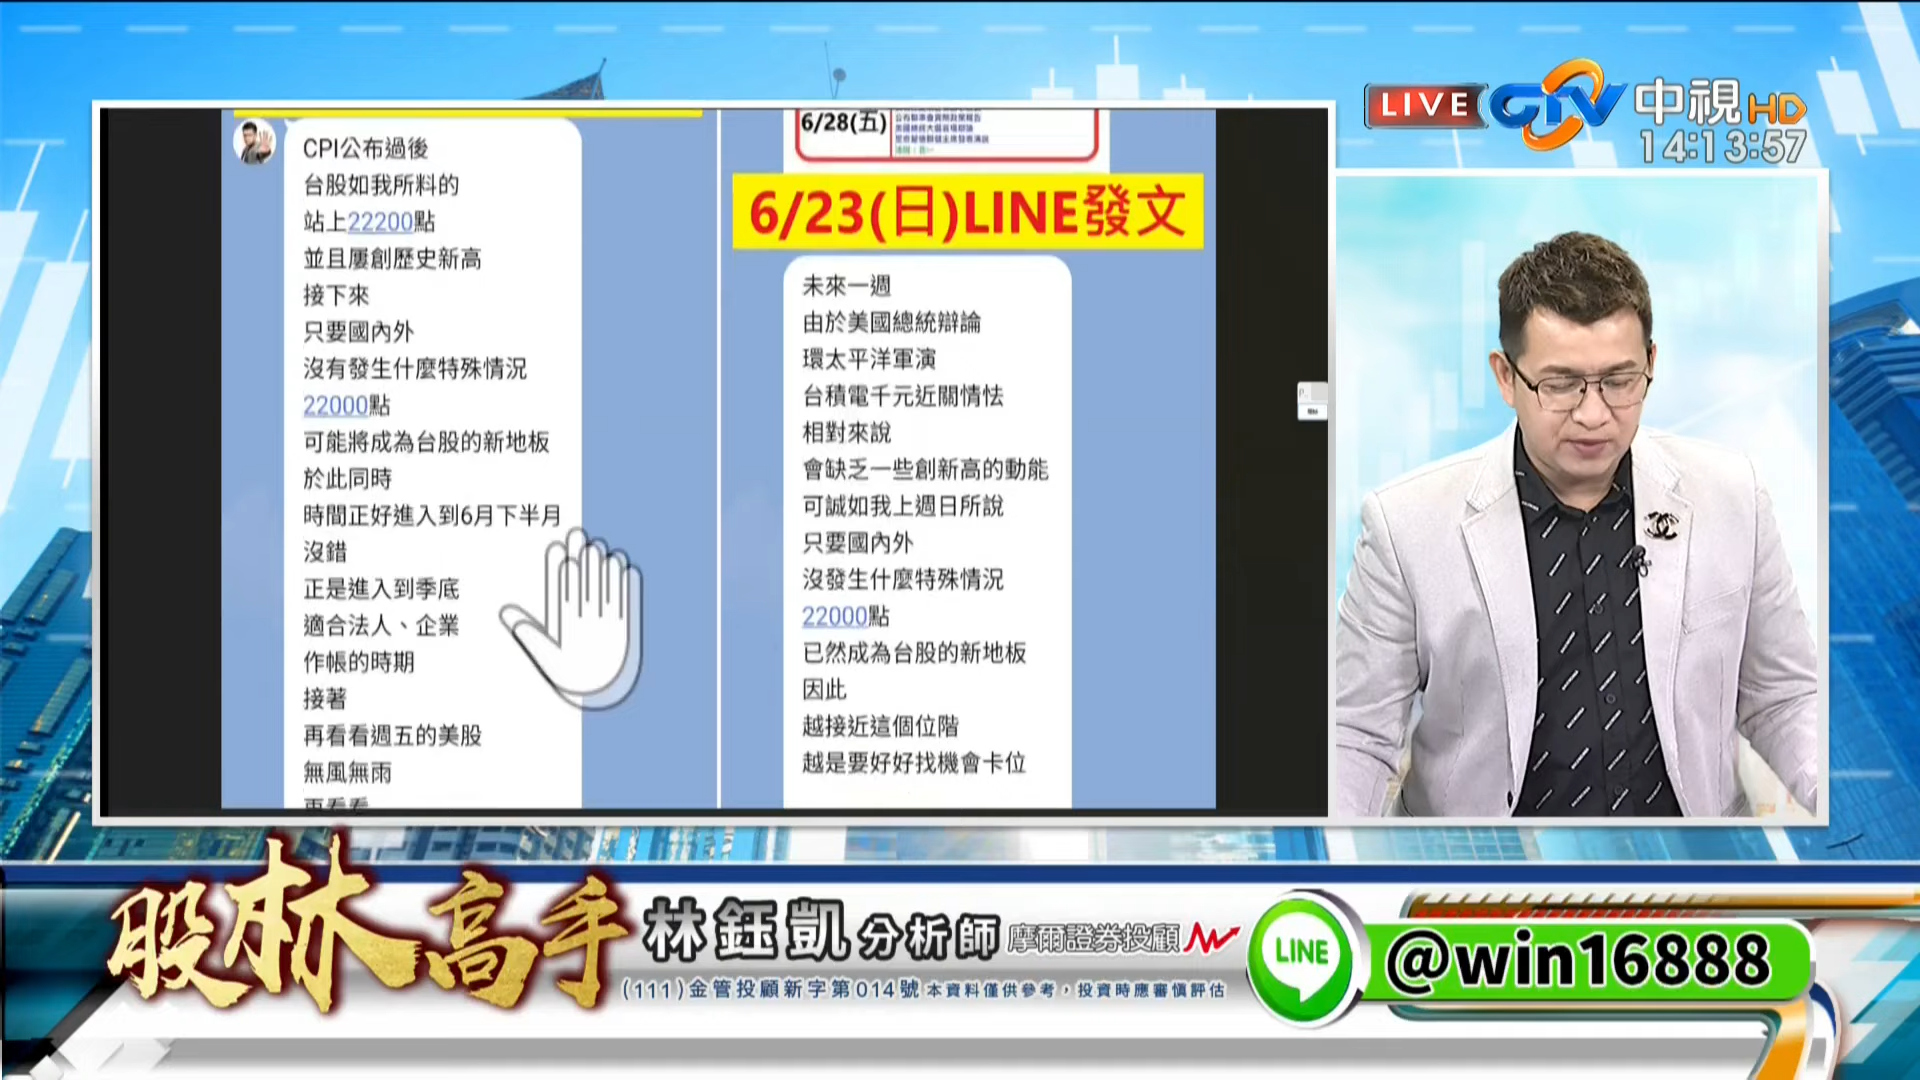 LIVE CTV 中視HD
14:13:57
CPI公布過後
台股如我所料的
站上22200點
並且屢創歷史新高
接下來
只要國內外
沒有發生什麼特殊情況
22000點
可能將成為台股的新地板
於此同時
時間正好進入到6月下半月
沒錯
正是進入到季底
適合法人、企業
作帳的時期
接著
再看看週五的美股
無風無雨
再看看
6/28(五)
6/23(日)LINE發文
未來一週
由於美國總統辯論
環太平洋軍演
台積電千元近關情怯
相對來說
會缺乏一些創新高的動能
可誠如我上週日所說
只要國內外
沒發生什麼特殊情況
22000點
已然成為台股的新地板
因此
越接近這個位階
越是要好好找機會卡位
股林高手
林鈺凱分析師 摩爾證券投顧
(111)金管投顧新字第014號 本資料僅供參考，投資時應審慎評估
LINE
@win16888